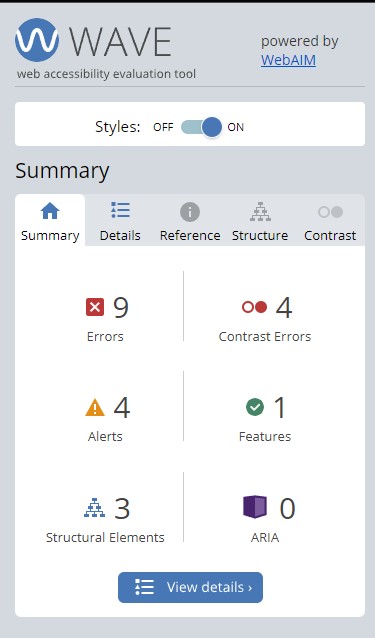 WAVE
web accessibility evaluation tool
powered by
WebAIM
Styles: OFF ON
Summary
Summary Details Reference Structure Contrast
9
Errors
4
Contrast Errors
4
Alerts
1
Features
3
Structural Elements
0
ARIA
View details ›